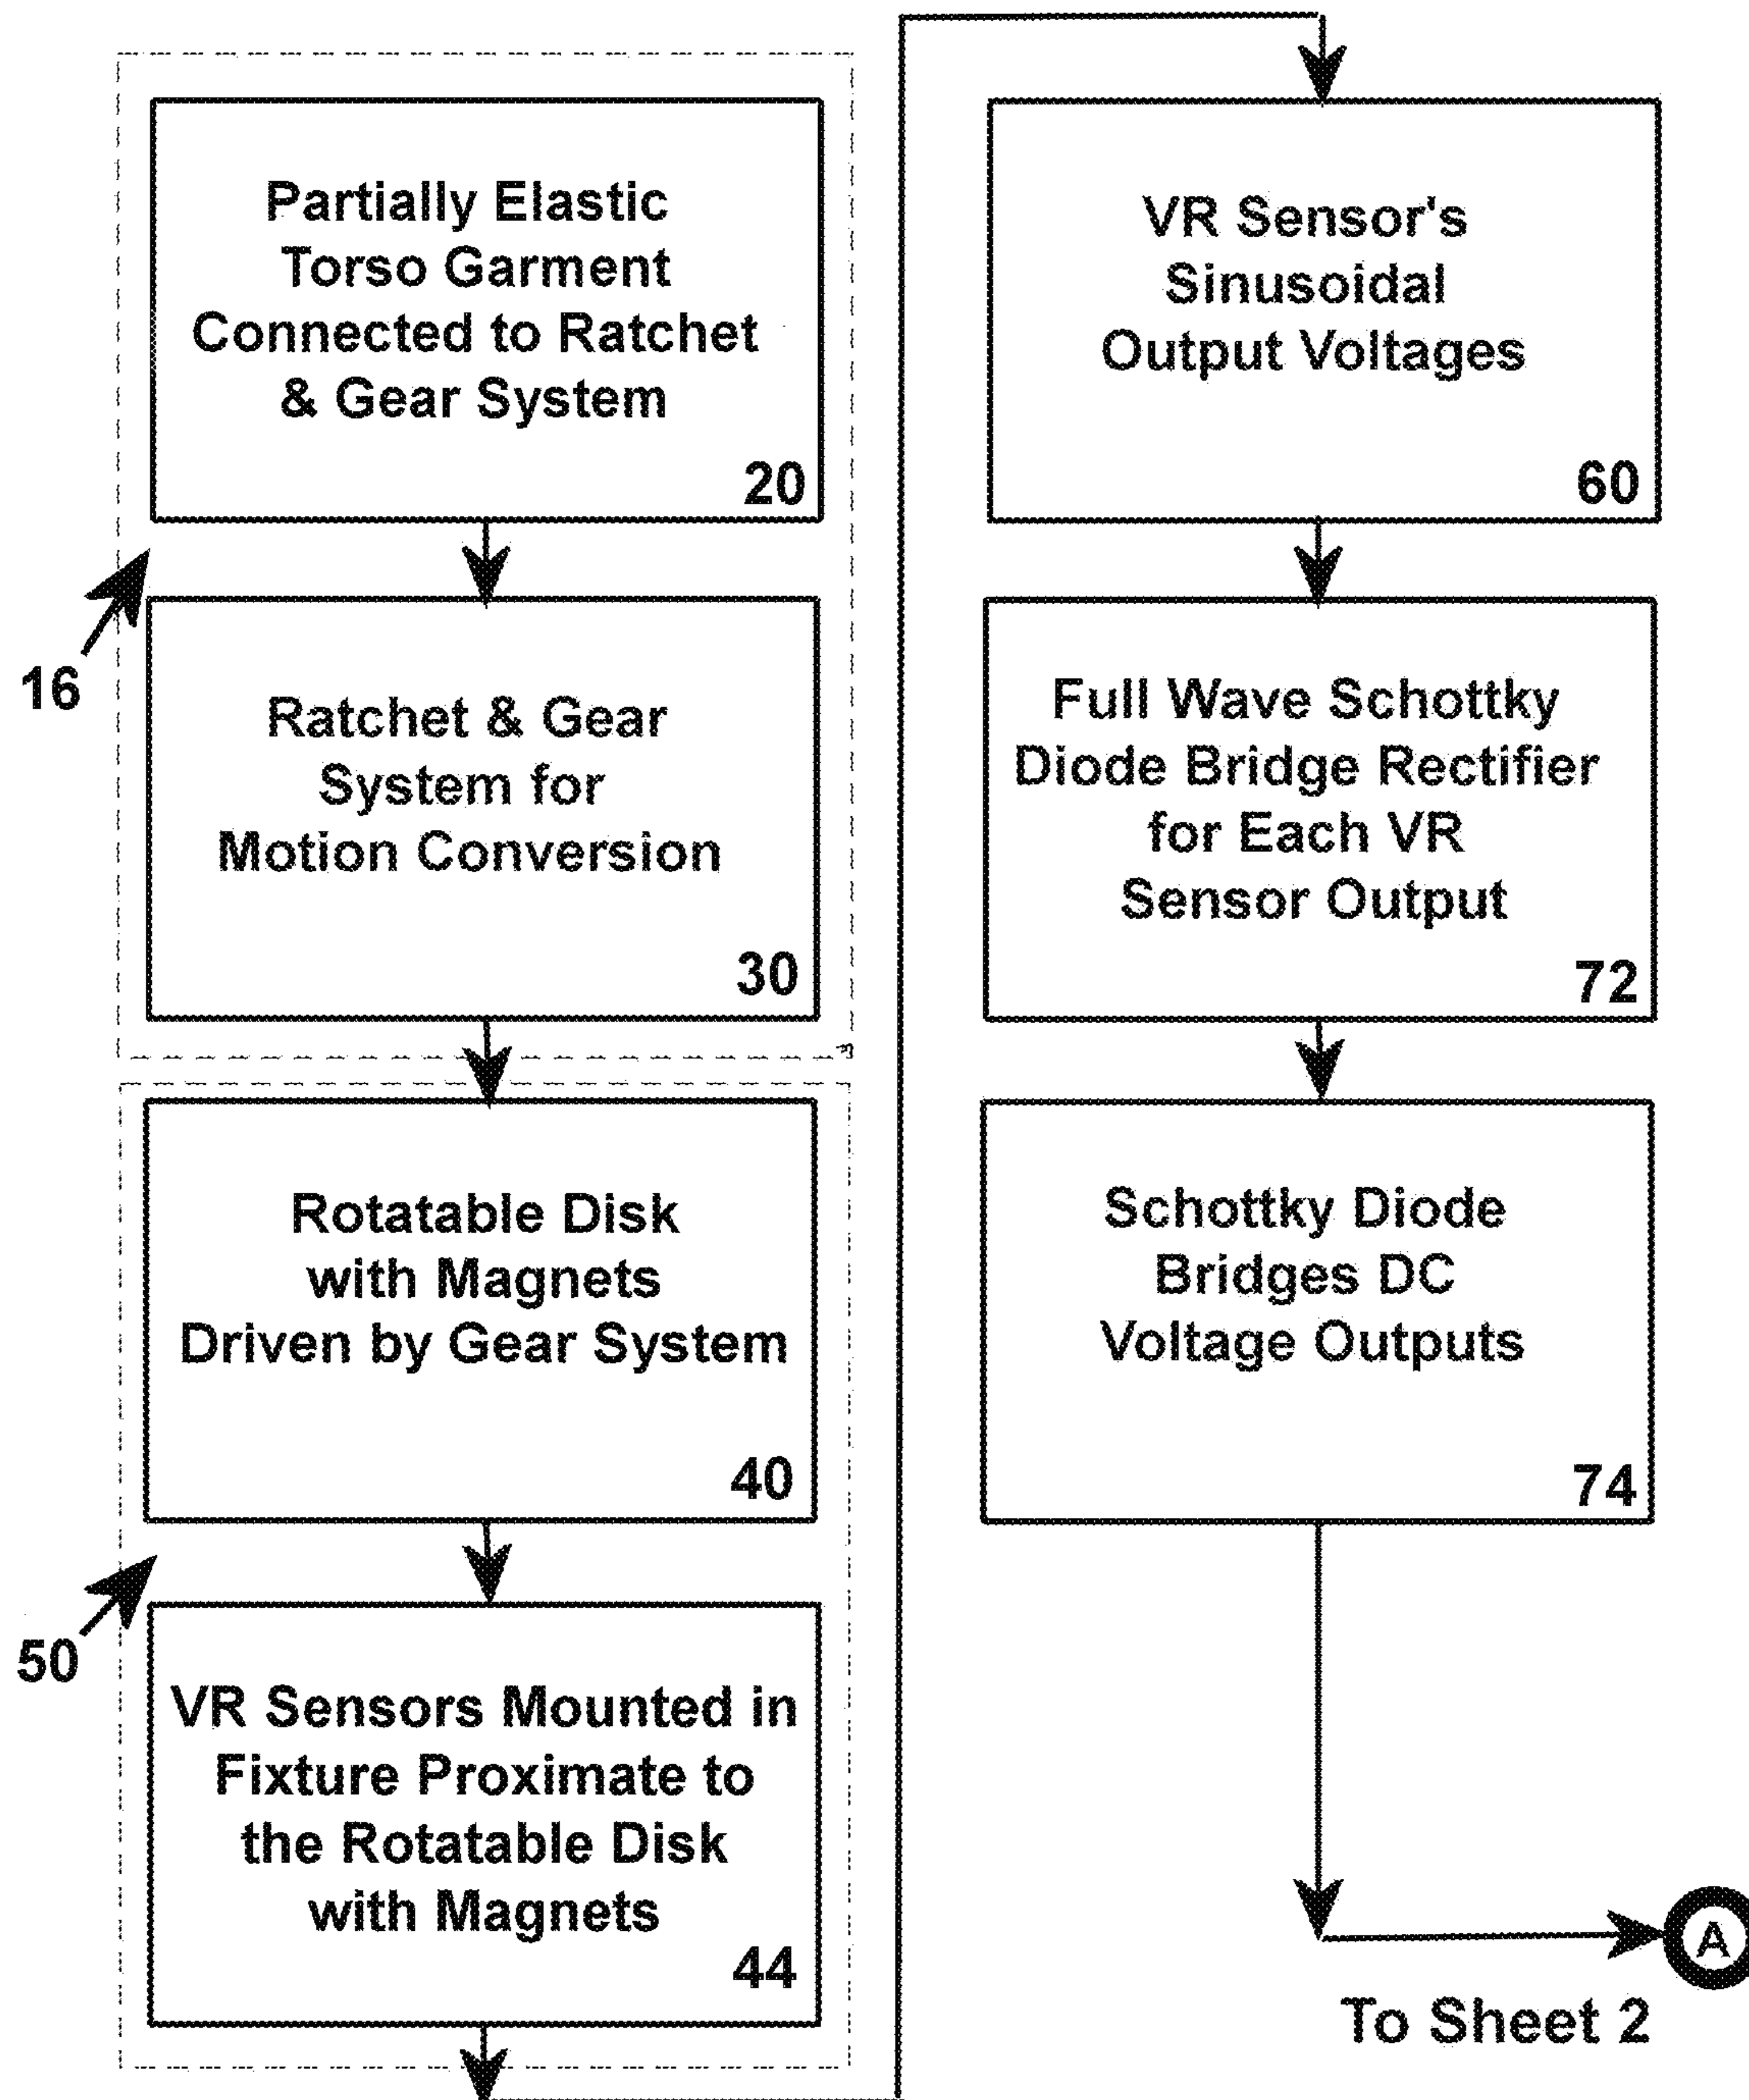 Partially Elastic
Torso Garment
Connected to Ratchet
& Gear System
20
16
Ratchet & Gear
System for
Motion Conversion
30
Rotatable Disk
with Magnets
Driven by Gear System
40
50
VR Sensors Mounted in
Fixture Proximate to
the Rotatable Disk
with Magnets
44
VR Sensor's
Sinusoidal
Output Voltages
60
Full Wave Schottky
Diode Bridge Rectifier
for Each VR
Sensor Output
72
Schottky Diode
Bridges DC
Voltage Outputs
74
A
To Sheet 2